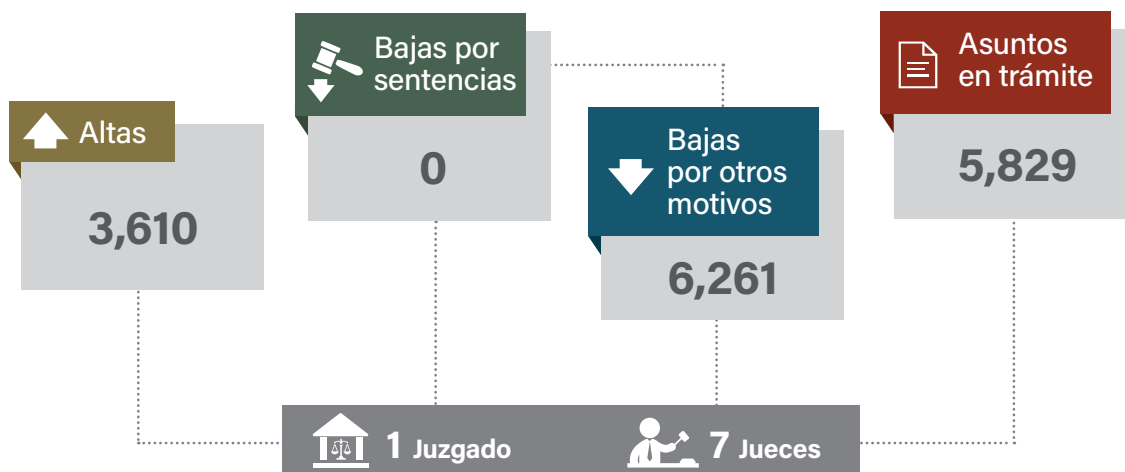 Altas
3,610
Bajas por
sentencias
0
Bajas
por otros
motivos
6,261
Asuntos
en trámite
5,829
1 Juzgado
7 Jueces